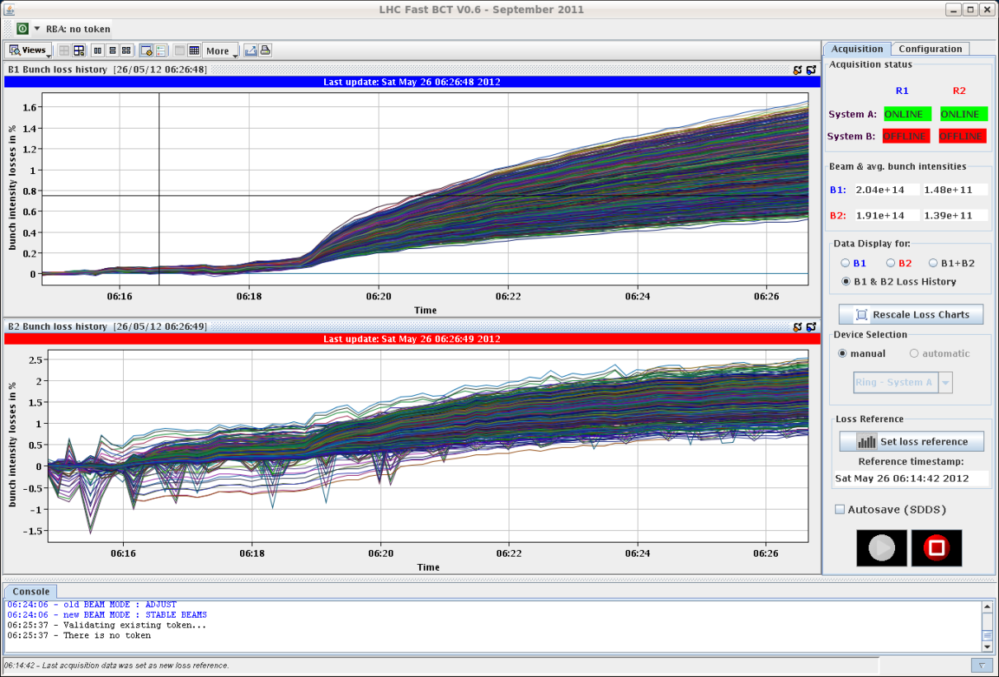 LHC Fast BCT V0.6 - September 2011
RBA: no token
Views
More
B1 Bunch loss history [26/05/12 06:26:48]
Last update: Sat May 26 06:26:48 2012
bunch intensity losses in %
1.6
1.4
1.2
1
0.8
0.6
0.4
0.2
0
06:16 06:18 06:20 06:22 06:24 06:26
Time
B2 Bunch loss history [26/05/12 06:26:49]
Last update: Sat May 26 06:26:49 2012
bunch intensity losses in %
2.5
2
1.5
1
0.5
0
-0.5
-1
-1.5
06:16 06:18 06:20 06:22 06:24 06:26
Time
Acquisition Configuration
Acquisition status
R1 R2
System A: ONLINE ONLINE
System B: OFFLINE OFFLINE
Beam & avg. bunch intensities
B1: 2.04e+14 1.48e+11
B2: 1.91e+14 1.39e+11
Data Display for:
B1 B2 B1+B2
B1 & B2 Loss History
Rescale Loss Charts
Device Selection
manual automatic
Ring - System A
Loss Reference
Set loss reference
Reference timestamp:
Sat May 26 06:14:42 2012
Autosave (SDDS)
Console
06:24:06 - old BEAM MODE : ADJUST
06:24:06 - new BEAM MODE : STABLE BEAMS
06:25:37 - Validating existing token...
06:25:37 - There is no token
06:14:42 - Last acquisition data was set as new loss reference.